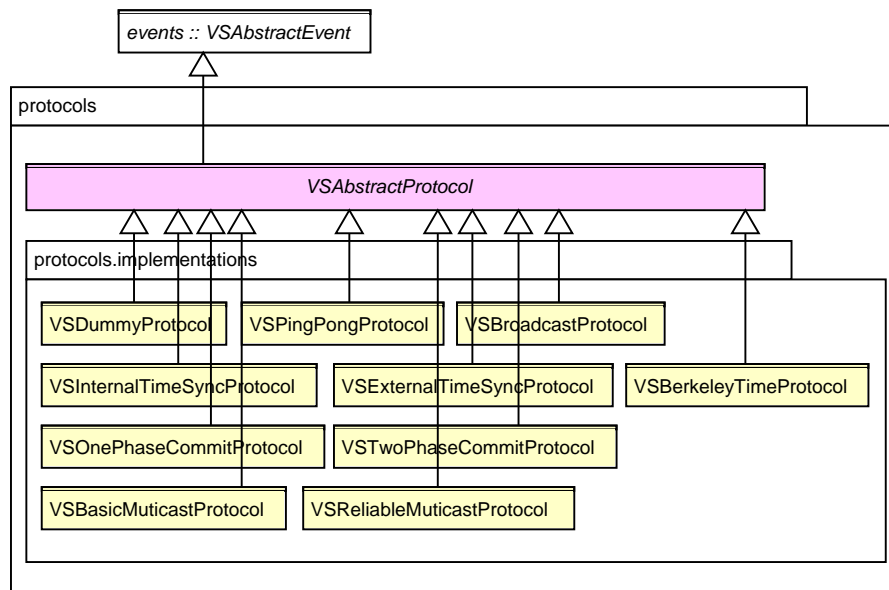 events :: VSAbstractEvent
protocols
VSAbstractProtocol
protocols.implementations
VSDummyProtocol
VSPingPongProtocol
VSBroadcastProtocol
VSInternalTimeSyncProtocol
VSExternalTimeSyncProtocol
VSBerkeleyTimeProtocol
VSOnePhaseCommitProtocol
VSTwoPhaseCommitProtocol
VSBasicMuticastProtocol
VSReliableMuticastProtocol